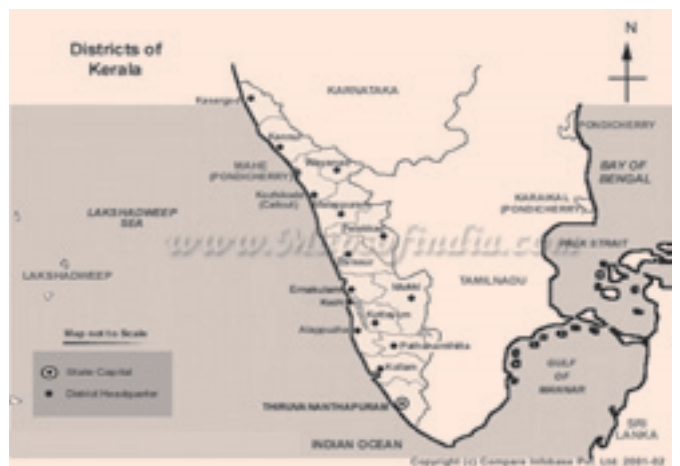 Districts of
Kerala
N
KARNATAKA
Kasargod
PONDICHERRY
Kannur
MAHE
(PONDICHERRY)
Wayanad
BAY OF
BENGAL
Kozhikode
(Calicut)
Malappuram
KARAIKAL
(PONDICHERRY)
LAKSHADWEEP
SEA
Palakkad
www.Mapsofindia.com
PALK STRAIT
Thrissur
LAKSHADWEEP
TAMILNADU
Ernakulam
Idukki
Kochi
Kottayam
Alappuzha
Map not to Scale
Pathanamthitta
Kollam
GULF
OF
MANNAR
State Capital
District Headquarter
THIRUVANANTHAPURAM
SRI
LANKA
INDIAN OCEAN
Copyright (c) Compare Infobase Pvt. Ltd. 2001-02